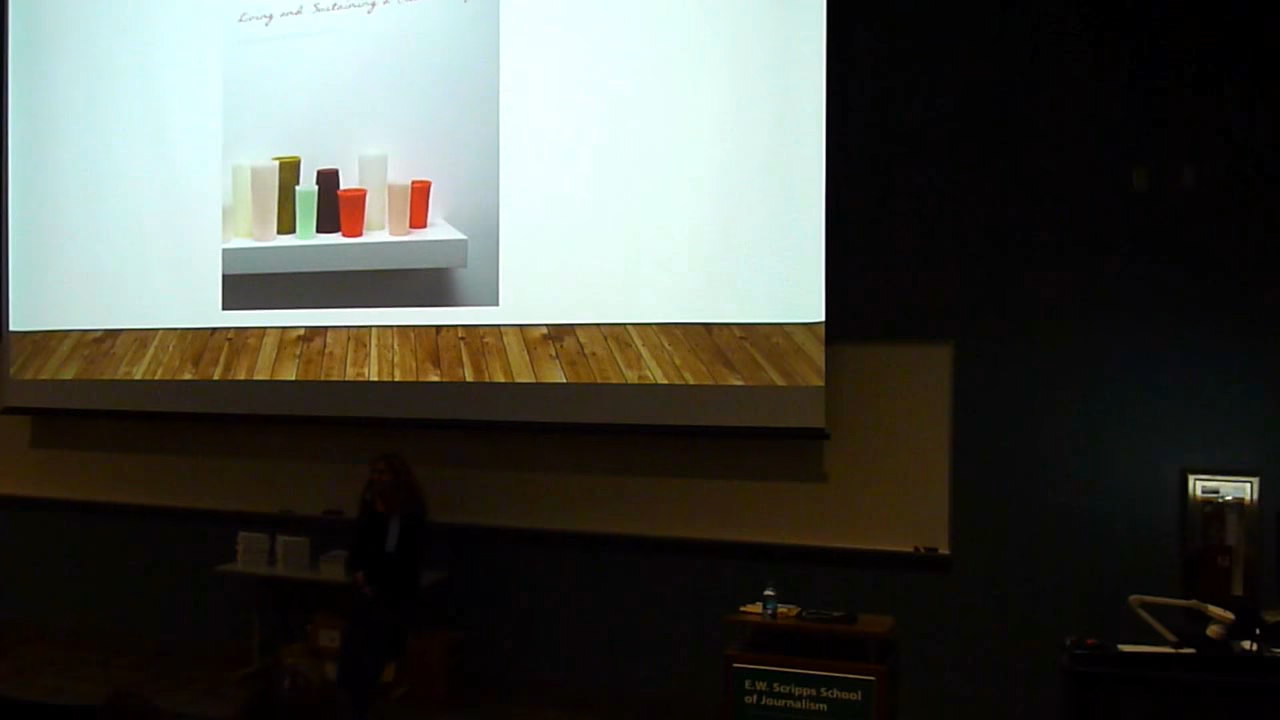 Living and Sustaining a
E.W. Scripps School
of Journalism